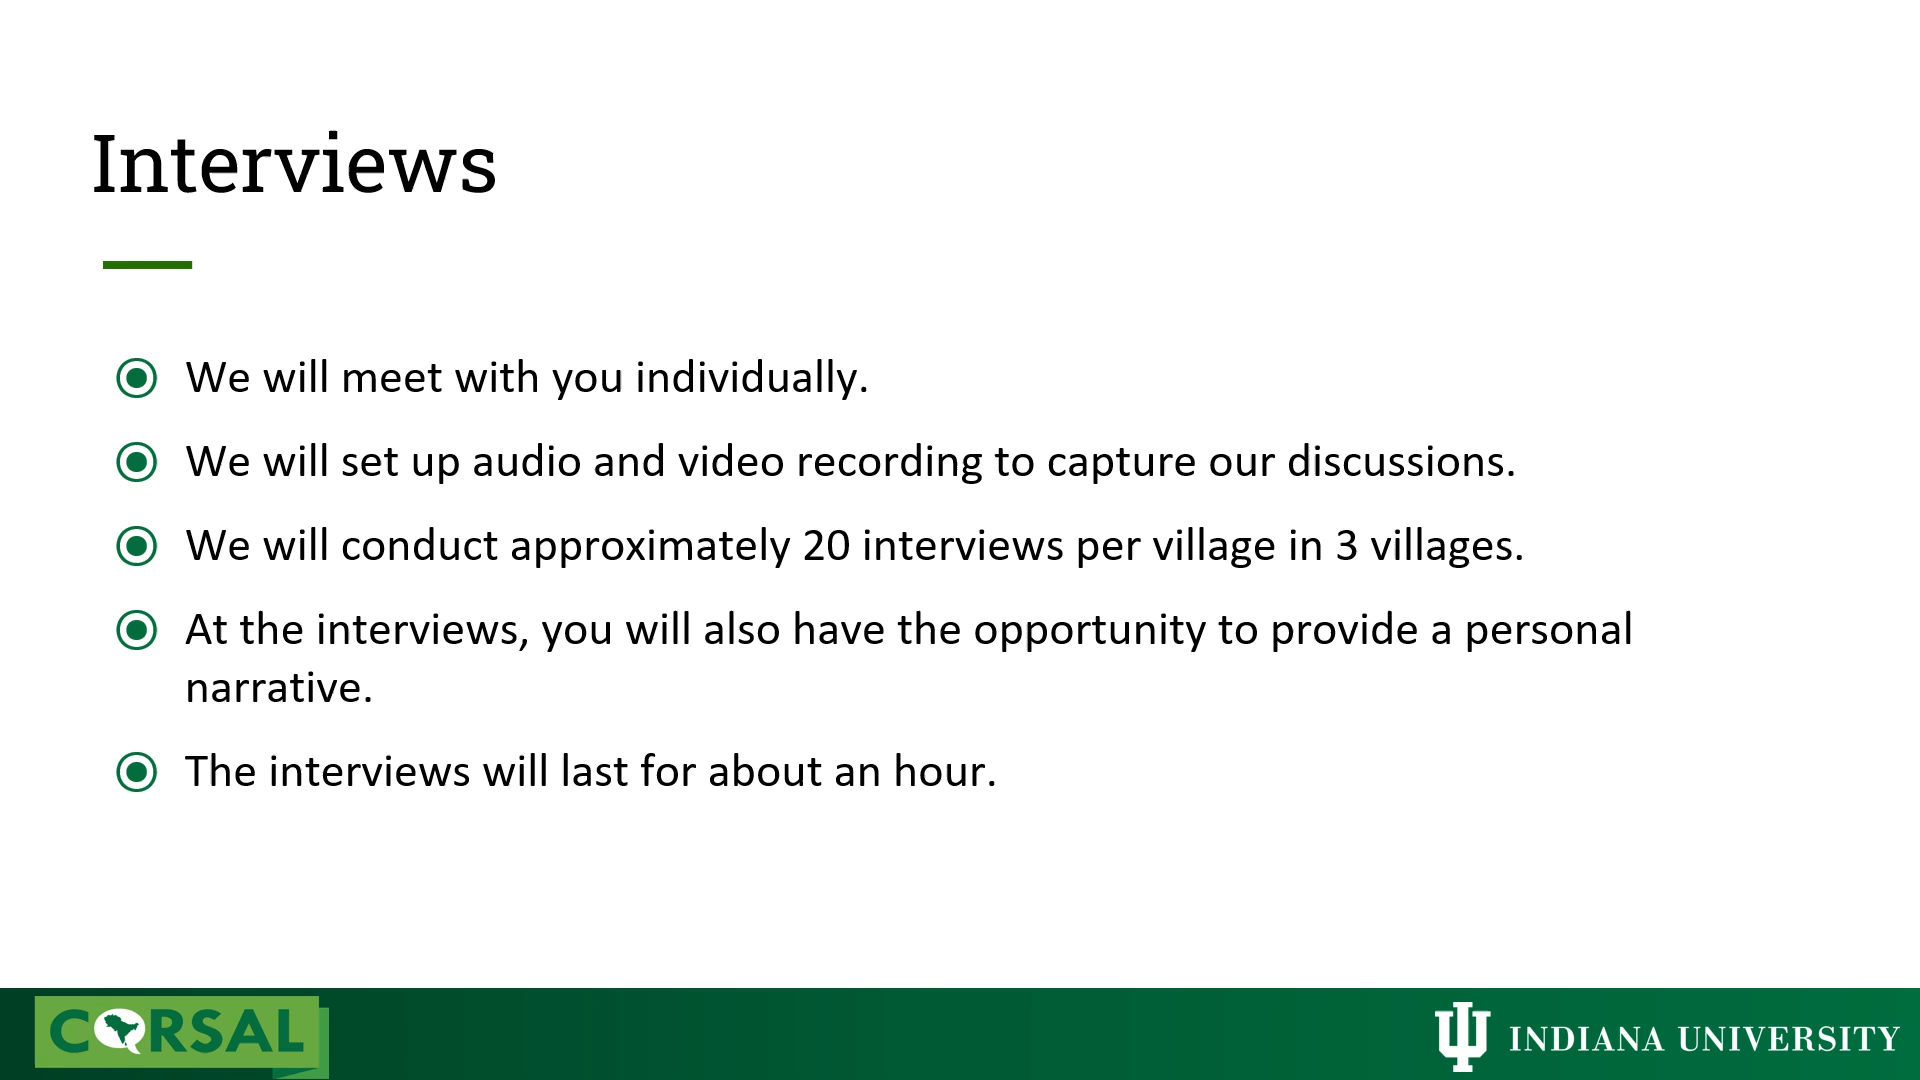 Interviews
We will meet with you individually.
We will set up audio and video recording to capture our discussions.
We will conduct approximately 20 interviews per village in 3 villages.
At the interviews, you will also have the opportunity to provide a personal
narrative.
The interviews will last for about an hour.
CORSAL
INDIANA UNIVERSITY